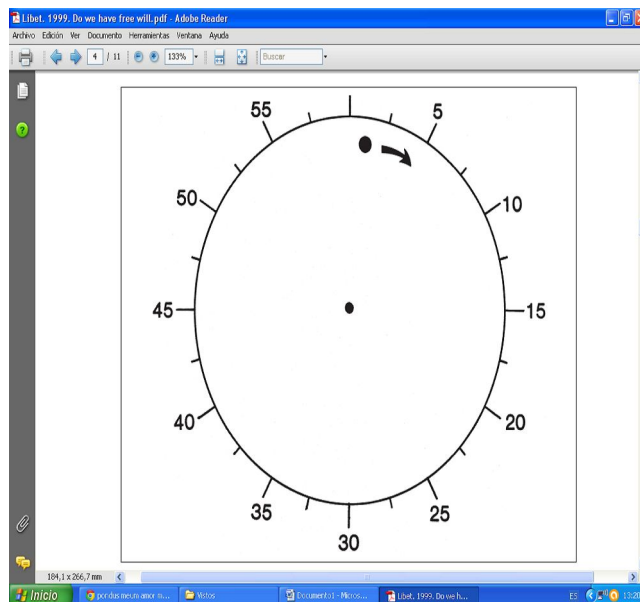 Libet. 1999. Do we have free will.pdf - Adobe Reader
Archivo Edición Ver Documento Herramientas Ventana Ayuda
4 / 11 133% Buscar
55 5
50 10
45 15
40 20
35 25
30
184,1 x 266,7 mm
Inicio Vistos Documento1 - Micros... Libet. 1999. Do we h... ES